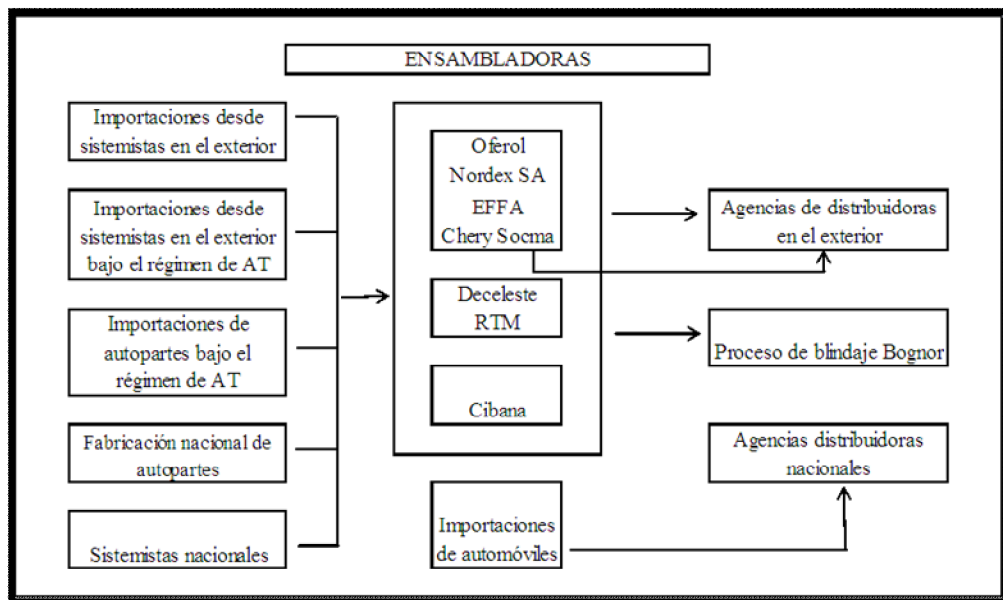 ENSAMBLADORAS
Importaciones desde
sistemistas en el exterior
Importaciones desde
sistemistas en el exterior
bajo el régimen de AT
Importaciones de
autopartes bajo el
régimen de AT
Fabricación nacional de
autopartes
Sistemistas nacionales
Oferol
Nordex SA
EFFA
Chery Socma
Deceleste
RTM
Cibana
Importaciones
de automóviles
Agencias de distribuidoras
en el exterior
Proceso de blindaje Bognor
Agencias distribuidoras
nacionales